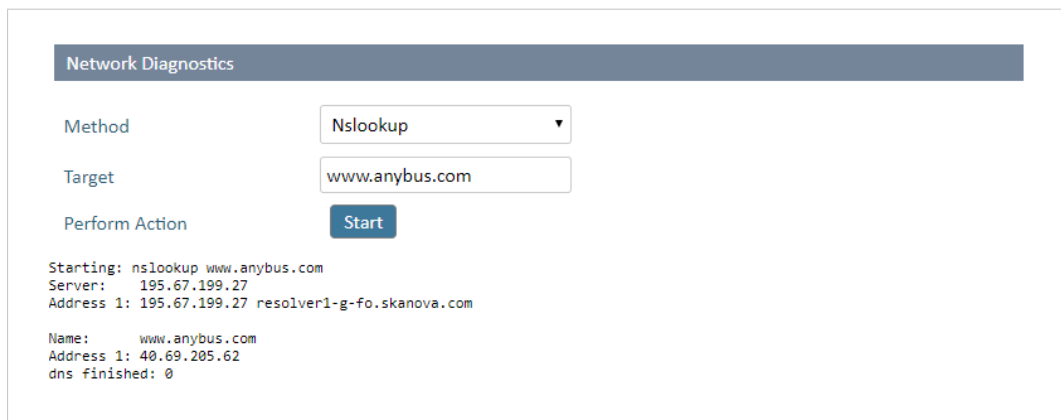 Network Diagnostics
Method Nslookup
Target www.anybus.com
Perform Action Start
Starting: nslookup www.anybus.com
Server:    195.67.199.27
Address 1: 195.67.199.27 resolver1-g-fo.skanova.com
Name:      www.anybus.com
Address 1: 40.69.205.62
dns finished: 0